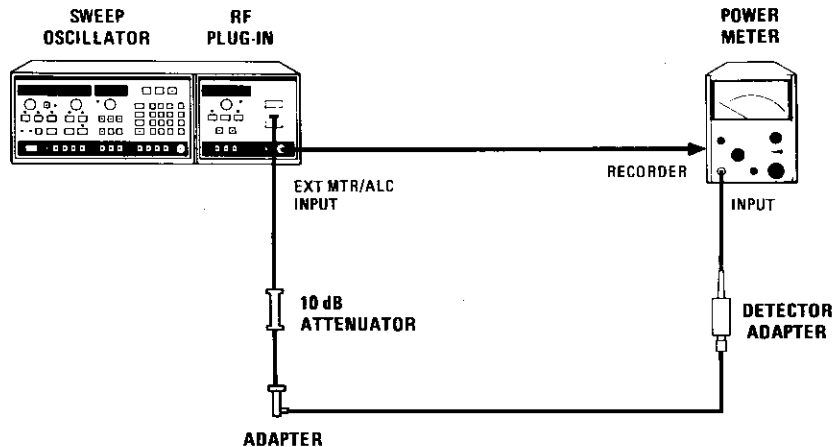 SWEEP
OSCILLATOR
RF
PLUG-IN
POWER
METER
EXT MTR/ALC
INPUT
RECORDER
INPUT
10 dB
ATTENUATOR
DETECTOR
ADAPTER
ADAPTER